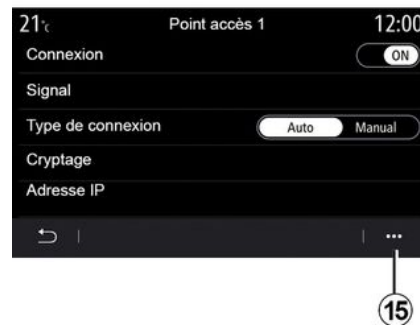 21°c Point accès 1 12:00
Connexion ON
Signal
Type de connexion Auto Manual
Cryptage
Adresse IP
15